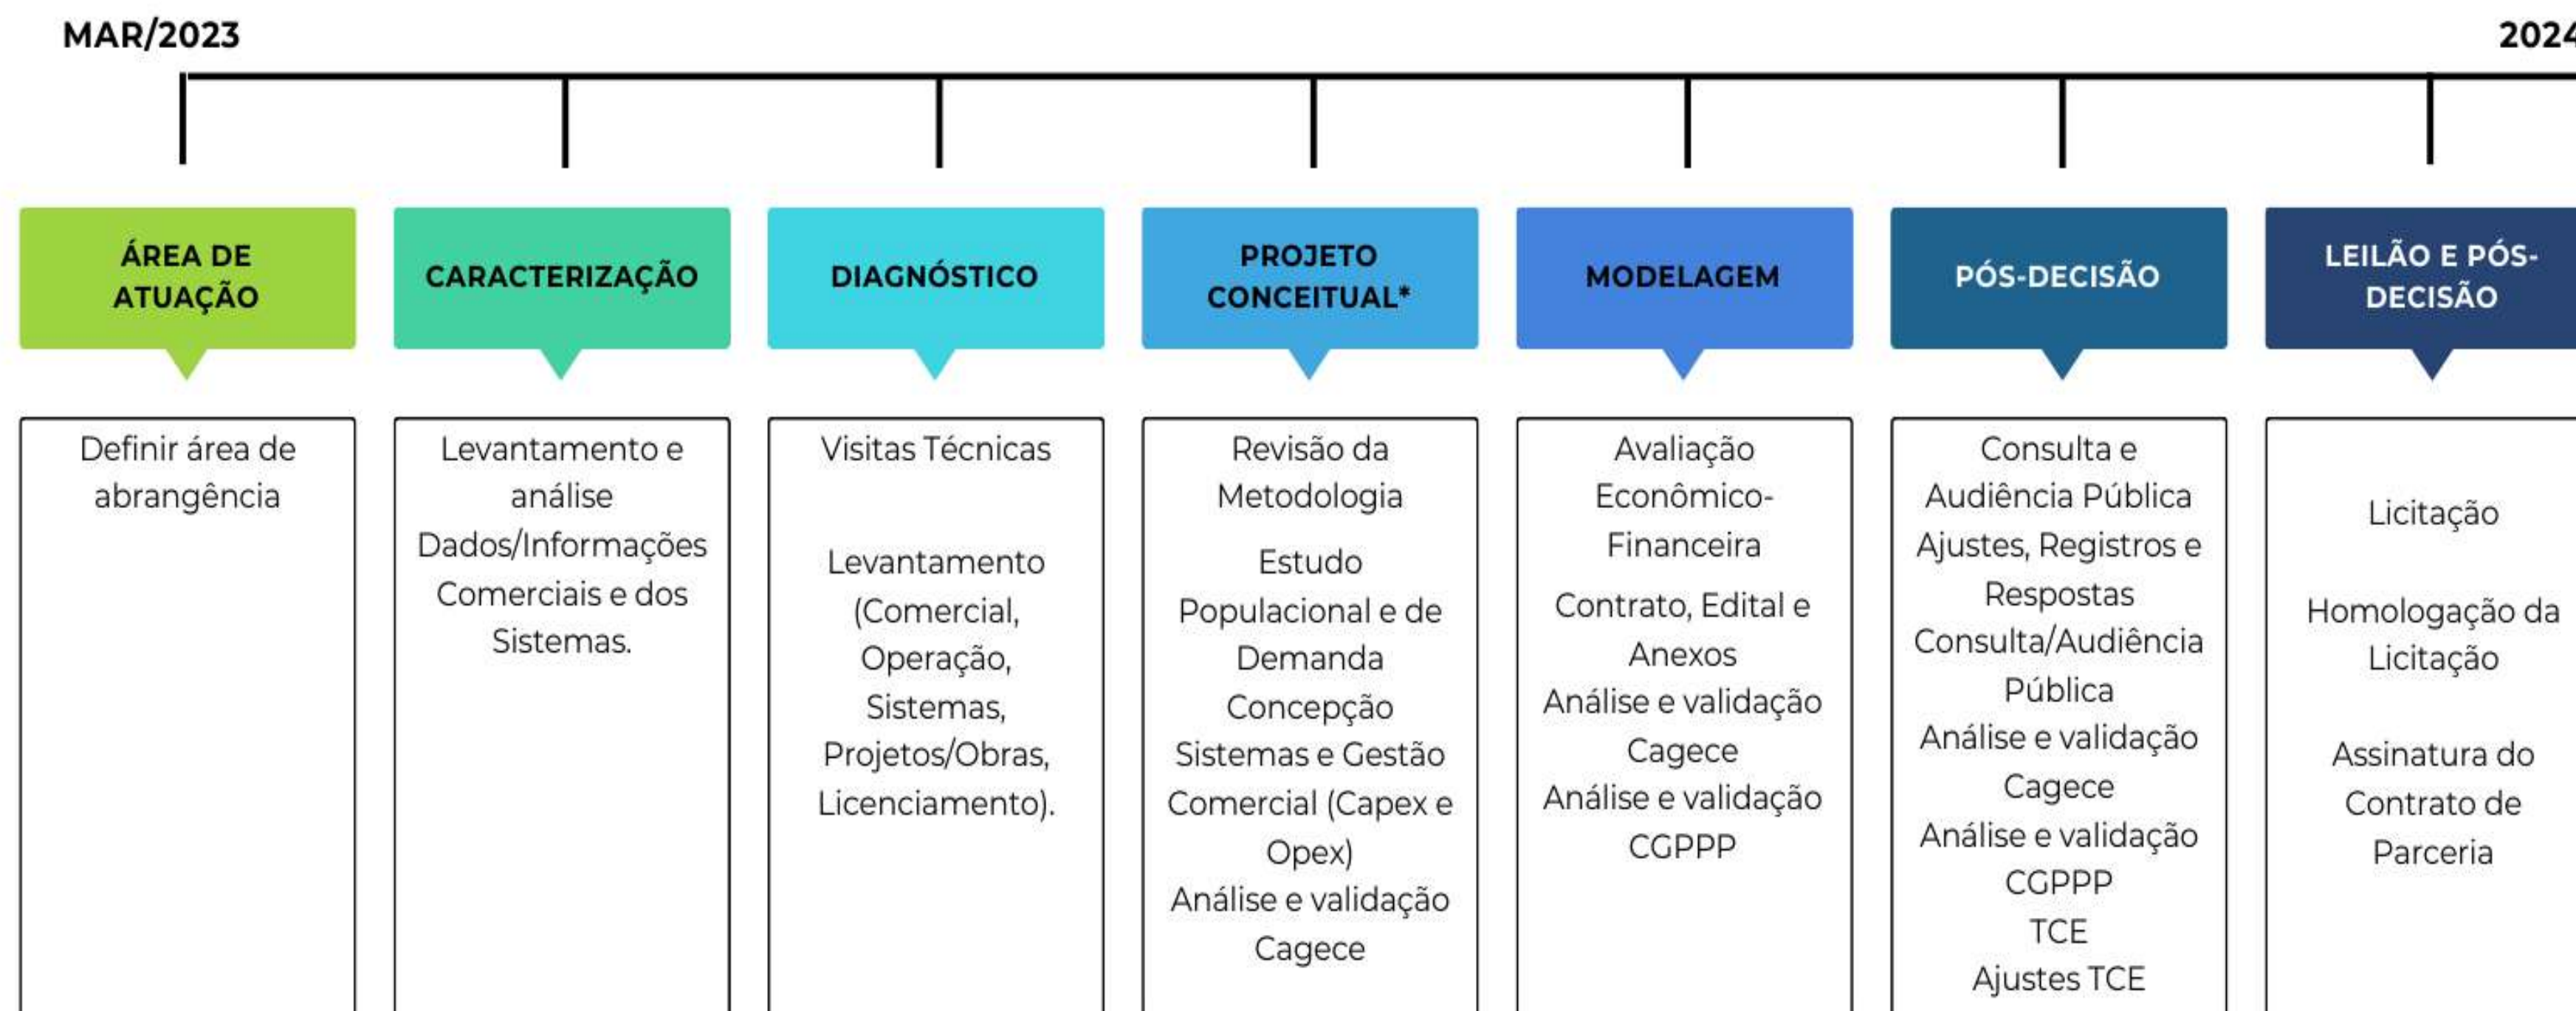 MAR/2023
2024
ÁREA DE
ATUAÇÃO
CARACTERIZAÇÃO
DIAGNÓSTICO
PROJETO
CONCEITUAL*
MODELAGEM
PÓS-DECISÃO
LEILÃO E PÓS-
DECISÃO
Definir área de
abrangência
Levantamento e
análise
Dados/Informações
Comerciais e dos
Sistemas.
Visitas Técnicas
Levantamento
(Comercial,
Operação,
Sistemas,
Projetos/Obras,
Licenciamento).
Revisão da
Metodologia
Estudo
Populacional e de
Demanda
Concepção
Sistemas e Gestão
Comercial (Capex e
Opex)
Análise e validação
Cagece
Avaliação
Econômico-
Financeira
Contrato, Edital e
Anexos
Análise e validação
Cagece
Análise e validação
CGPPP
Consulta e
Audiência Pública
Ajustes, Registros e
Respostas
Consulta/Audiência
Pública
Análise e validação
Cagece
Análise e validação
CGPPP
TCE
Ajustes TCE
Licitação
Homologação da
Licitação
Assinatura do
Contrato de
Parceria